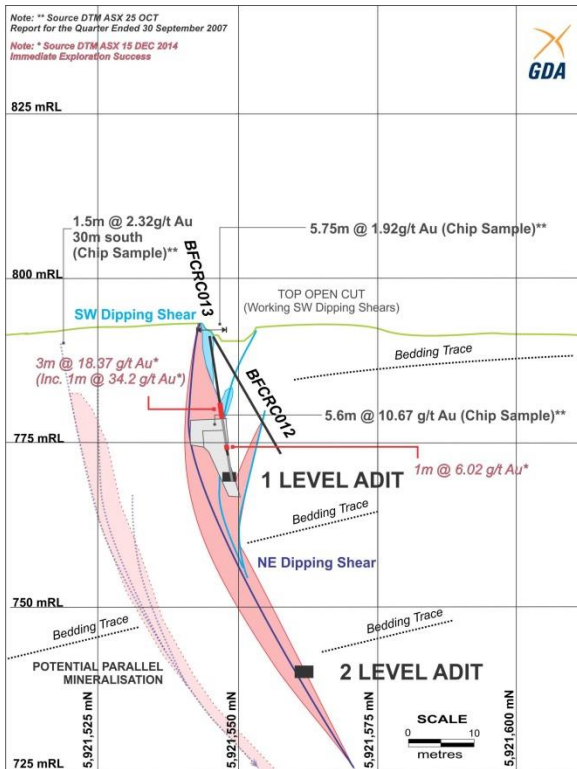 Note: ** Source DTM ASX 25 OCT
Report for the Quarter Ended 30 September 2007
Note: * Source DTM ASX 15 DEC 2014
Immediate Exploration Success
GDA
825 mRL
1.5m @ 2.32g/t Au
30m south
(Chip Sample)**
5.75m @ 1.92g/t Au (Chip Sample)**
BFCRC013
800 mRL
SW Dipping Shear
TOP OPEN CUT
(Working SW Dipping Shears)
Bedding Trace
3m @ 18.37 g/t Au*
(Inc. 1m @ 34.2 g/t Au*)
BFCRC012
5.6m @ 10.67 g/t Au (Chip Sample)**
775 mRL
1m @ 6.02 g/t Au*
1 LEVEL ADIT
Bedding Trace
NE Dipping Shear
750 mRL
Bedding Trace
Bedding Trace
POTENTIAL PARALLEL
MINERALISATION
2 LEVEL ADIT
5,921,525 mN
5,921,550 mN
5,921,575 mN
5,921,600 mN
SCALE
0 10
metres
725 mRL